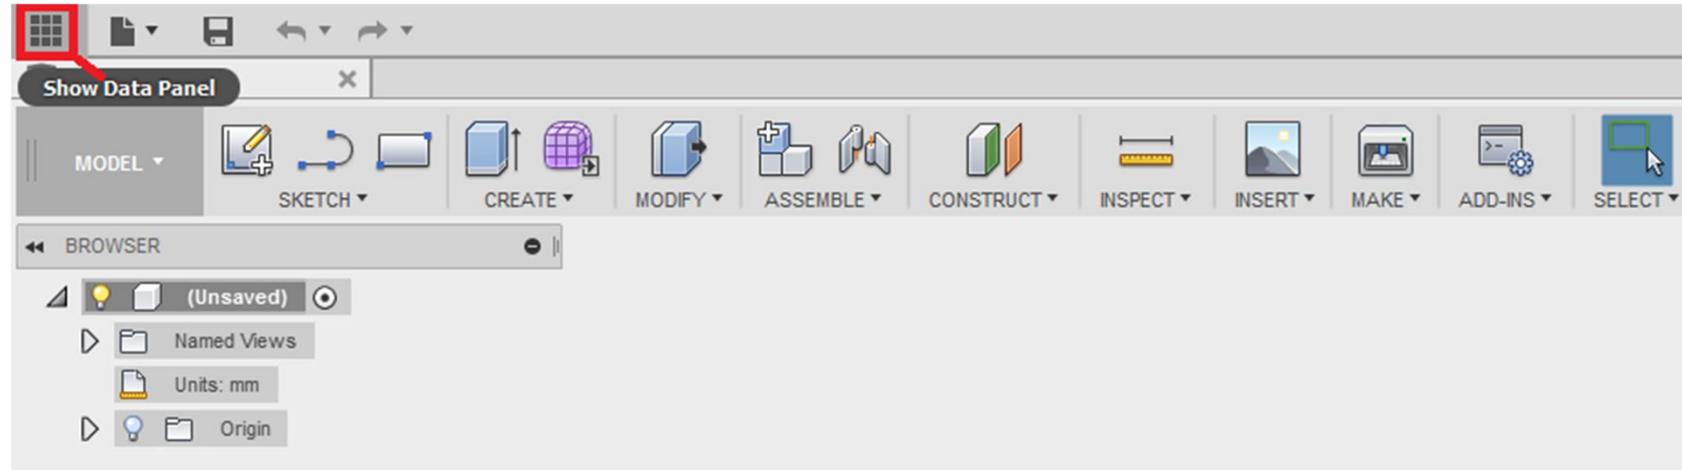 Show Data Panel
MODEL
SKETCH
CREATE
MODIFY
ASSEMBLE
CONSTRUCT
INSPECT
INSERT
MAKE
ADD-INS
SELECT
BROWSER
(Unsaved)
Named Views
Units: mm
Origin